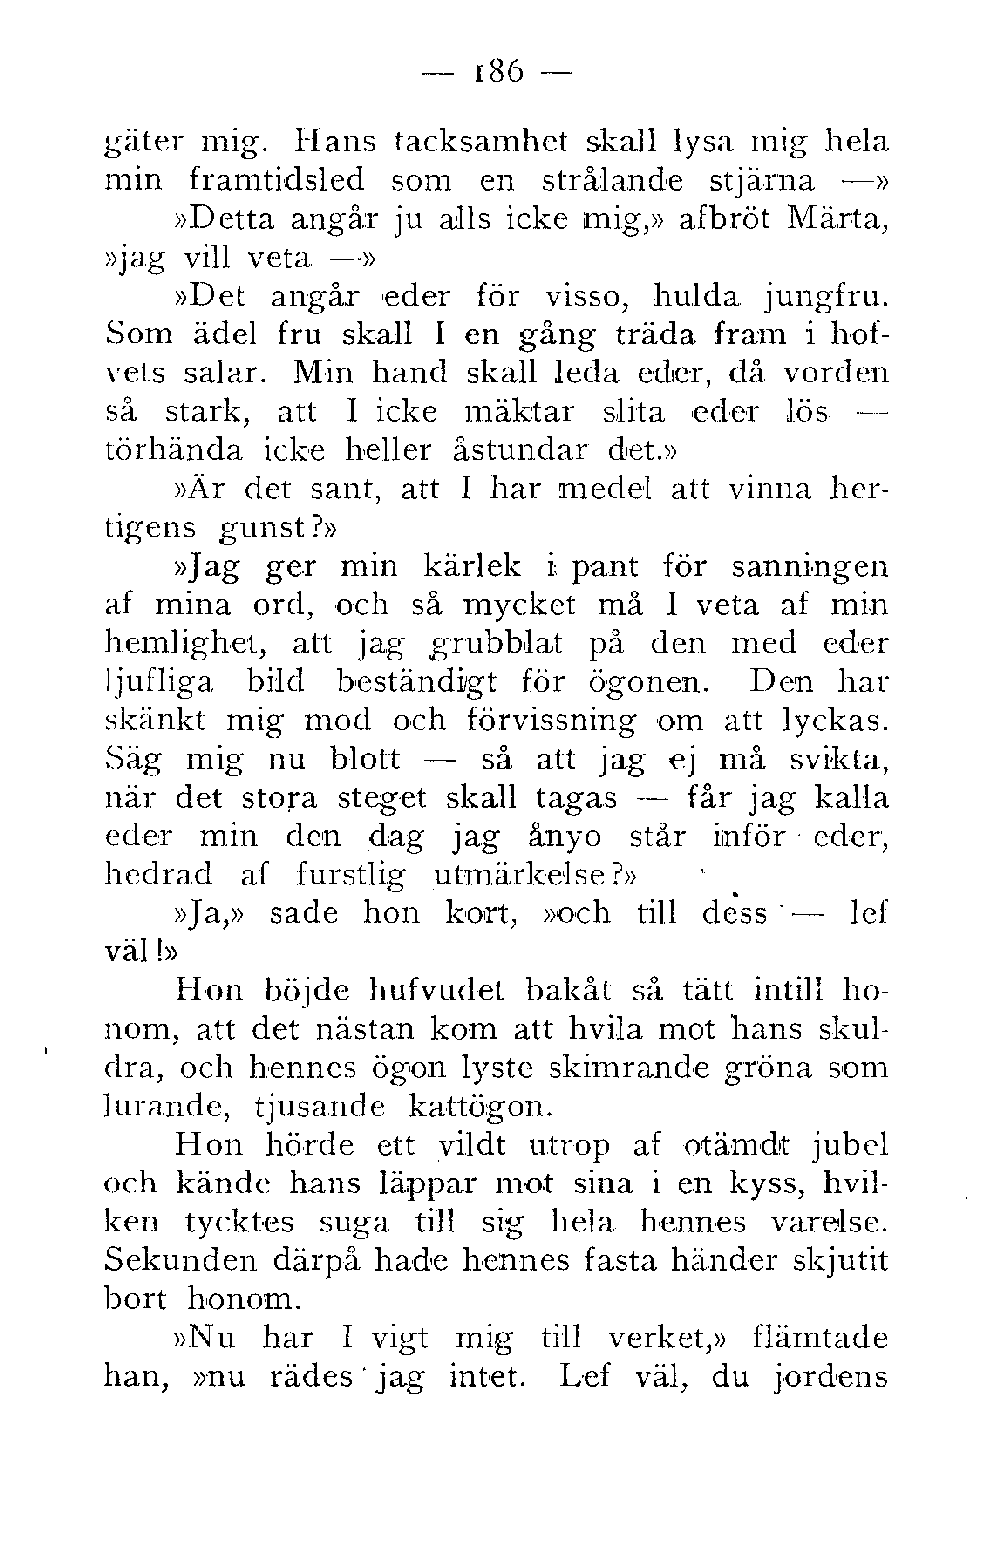 — 186 —
gäter mig. Hans tacksamhet skall lysa mig hela
min framtidsled som en strålande stjärna —»
»Detta angår ju alls icke mig,» afbröt Märta,
»jag vill veta —»
»Det angår eder för visso, hulda jungfru.
Som ädel fru skall I en gång träda fram i hof-
vets salar. Min hand skall leda eder, då vorden
så stark, att I icke mäktar slita eder lös —
törhända icke heller åstundar det.»
»Är det sant, att I har medel att vinna her-
tigens gunst?»
»Jag ger min kärlek i pant för sanningen
af mina ord, och så mycket må I veta af min
hemlighet, att jag grubblat på den med eder
ljufliga bild beständigt för ögonen. Den har
skänkt mig mod och förvissning om att lyckas.
Säg mig nu blott — så att jag ej må svikta,
när det stora steget skall tagas — får jag kalla
eder min den dag jag ånyo står inför eder,
hedrad af furstlig utmärkelse?»
»Ja,» sade hon kort, »och till dess — lef
väl!»
Hon böjde hufvudet bakåt så tätt intill ho-
nom, att det nästan kom att hvila mot hans skul-
dra, och hennes ögon lyste skimrande gröna som
lurande, tjusande kattögon.
Hon hörde ett vildt utrop af otämdt jubel
och kände hans läppar mot sina i en kyss, hvil-
ken tycktes suga till sig hela hennes varelse.
Sekunden därpå hade hennes fasta händer skjutit
bort honom.
»Nu har I vigt mig till verket,» flämtade
han, »nu rädes jag intet. Lef väl, du jordens